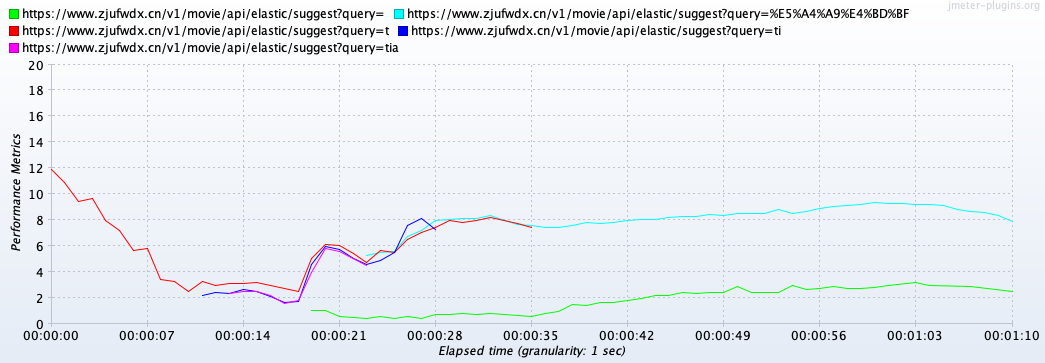 jmeter-plugins.org
https://www.zjufwdx.cn/v1/movie/api/elastic/suggest?query= https://www.zjufwdx.cn/v1/movie/api/elastic/suggest?query=%E5%A4%A9%E4%BD%BF
https://www.zjufwdx.cn/v1/movie/api/elastic/suggest?query=t https://www.zjufwdx.cn/v1/movie/api/elastic/suggest?query=ti
https://www.zjufwdx.cn/v1/movie/api/elastic/suggest?query=tia
20
18
16
14
12
10
8
6
4
2
0
Performance Metrics
00:00:00 00:00:07 00:00:14 00:00:21 00:00:28 00:00:35 00:00:42 00:00:49 00:00:56 00:01:03 00:01:10
Elapsed time (granularity: 1 sec)